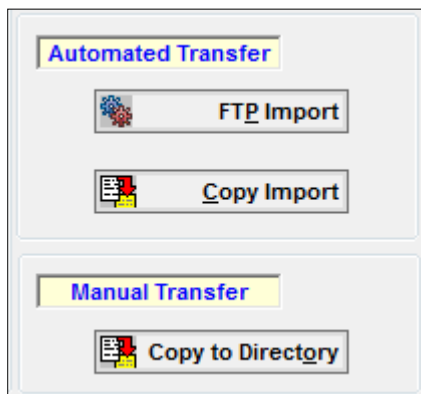 Automated Transfer
FTP Import
Copy Import
Manual Transfer
Copy to Directory